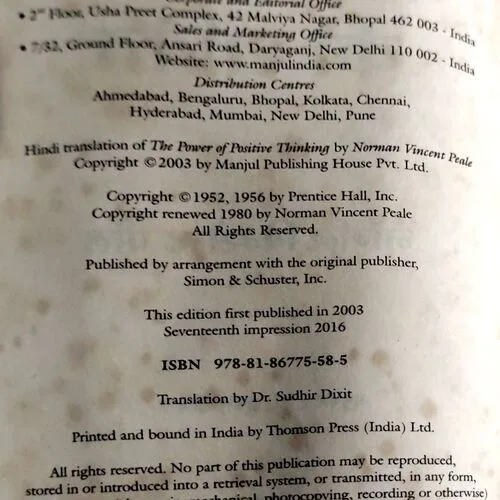 Corporate and Editorial Office
• 2nd Floor, Usha Preet Complex, 42 Malviya Nagar, Bhopal 462 003 - India
Sales and Marketing Office
• 7/32, Ground Floor, Ansari Road, Daryaganj, New Delhi 110 002 - India
Website: www.manjulindia.com
Distribution Centres
Ahmedabad, Bengaluru, Bhopal, Kolkata, Chennai,
Hyderabad, Mumbai, New Delhi, Pune
Hindi translation of The Power of Positive Thinking by Norman Vincent Peale
Copyright © 2003 by Manjul Publishing House Pvt. Ltd.
Copyright © 1952, 1956 by Prentice Hall, Inc.
Copyright renewed 1980 by Norman Vincent Peale
All Rights Reserved.
Published by arrangement with the original publisher,
Simon & Schuster, Inc.
This edition first published in 2003
Seventeenth impression 2016
ISBN 978-81-86775-58-5
Translation by Dr. Sudhir Dixit
Printed and bound in India by Thomson Press (India) Ltd.
All rights reserved. No part of this publication may be reproduced,
stored in or introduced into a retrieval system, or transmitted, in any form,
mechanical, photocopying, recording or otherwise)